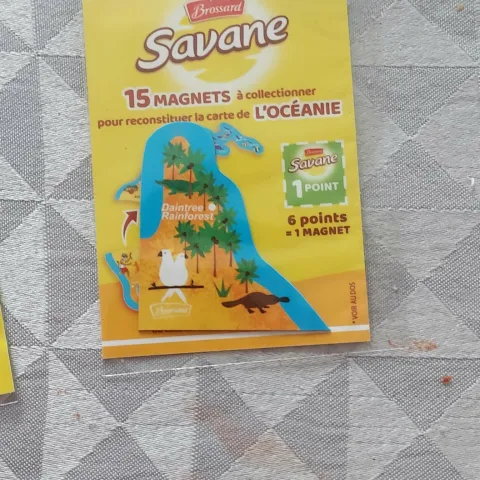 Brossard
Savane
15 MAGNETS à collectionner
pour reconstituer la carte de L'OCÉANIE
Brossard
Savane
1 POINT
6 points
= 1 MAGNET
Daintree
Rainforest
Brossard
* VOIR AU DOS